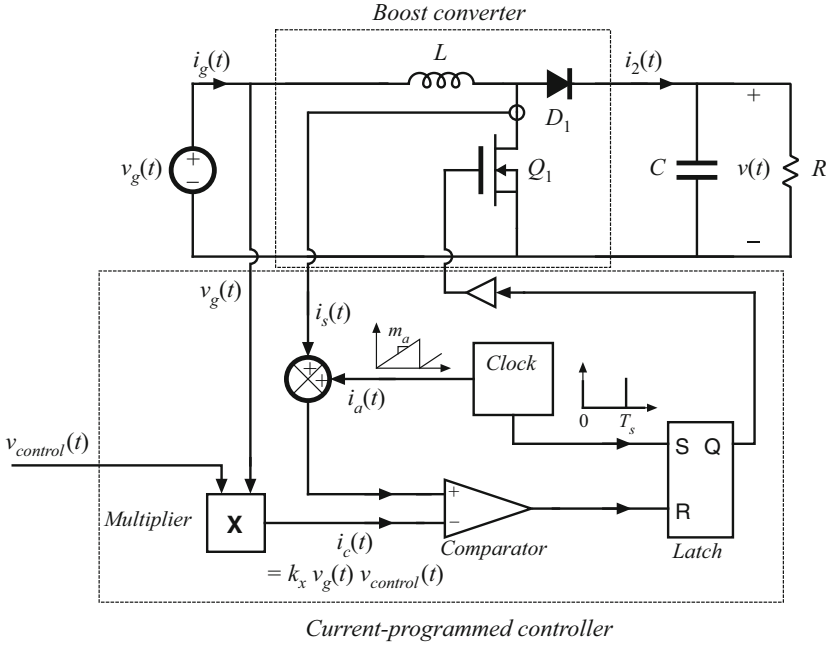 Boost converter
i_g(t)
L
i_2(t)
D_1
+
v_g(t)
+
−
Q_1
C
v(t)
R
−
v_g(t)
i_s(t)
m_a
Clock
+
+
i_a(t)
0
T_s
v_control(t)
S Q
Multiplier
X
+
−
R
i_c(t)
Comparator
Latch
= k_x v_g(t) v_control(t)
Current-programmed controller